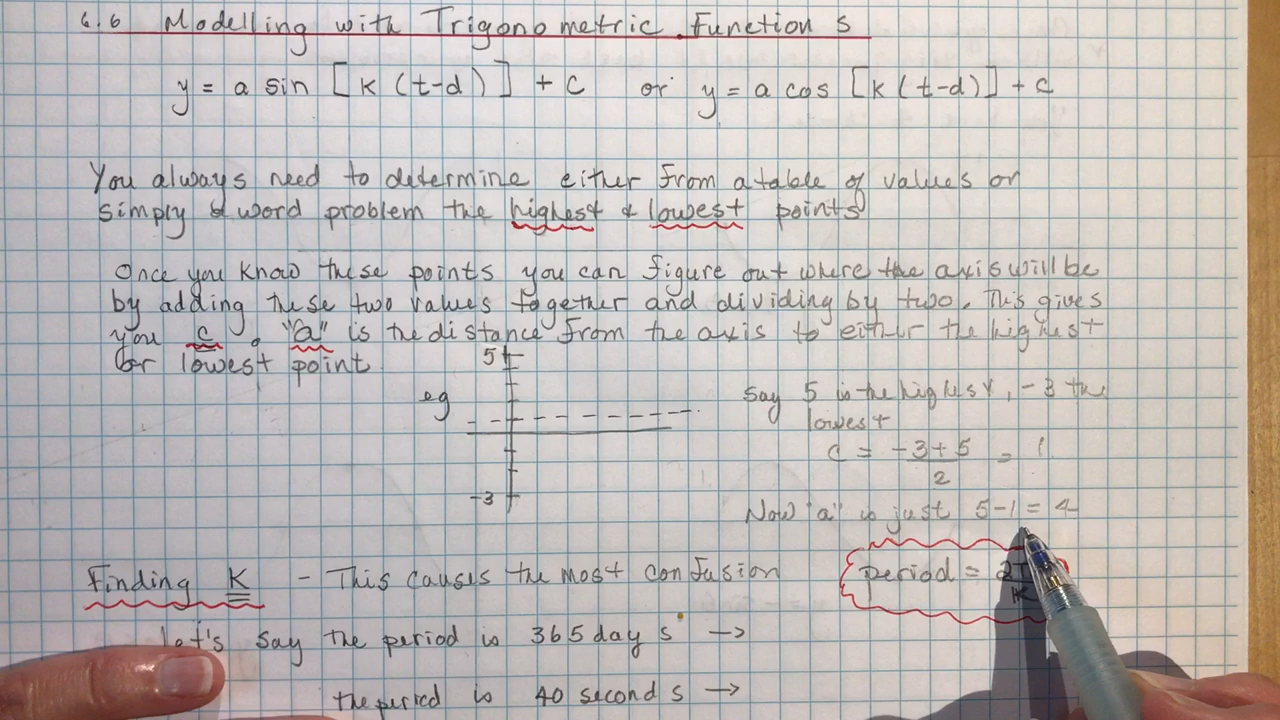 6.6 Modelling with Trigonometric Functions
y = a sin [k(t-d)] + c or y = a cos [k(t-d)] + c
You always need to determine either from a table of values or
simply a word problem the highest & lowest points
Once you know these points you can figure out where the axis will be
by adding these two values together and dividing by two. This gives
you c. "a" is the distance from the axis to either the highest
or lowest point.
5
eg
-3
Say 5 is the highest, -3 the
lowest
c = -3+5 = 1
2
Now "a" is just 5-1 = 4
Finding K - This causes the most confusion
period = 2π
K
let's say the period is 365 days →
the period is 40 seconds →